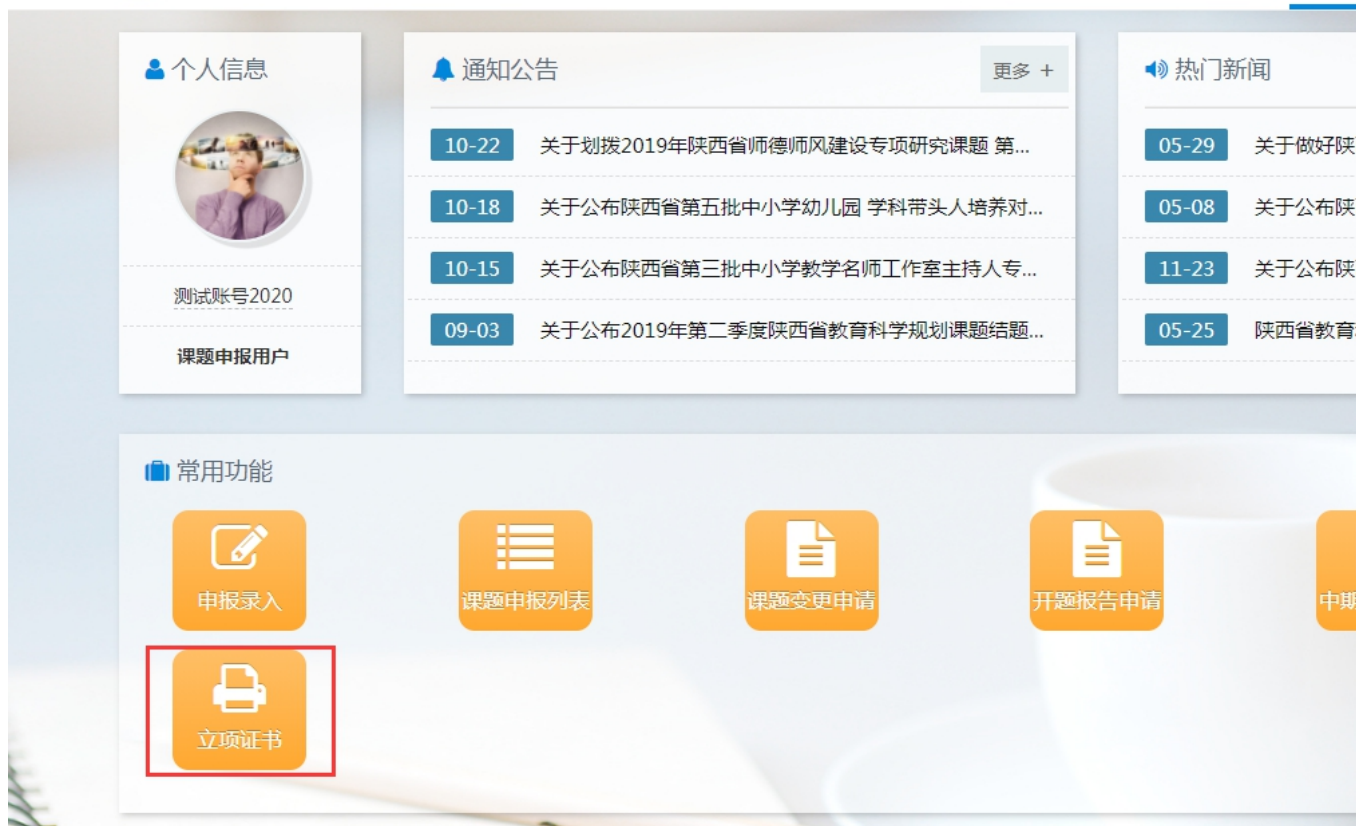 个人信息
测试账号2020
课题申报用户
通知公告
更多 +
10-22 关于划拨2019年陕西省师德师风建设专项研究课题 第...
10-18 关于公布陕西省第五批中小学幼儿园 学科带头人培养对...
10-15 关于公布陕西省第三批中小学教学名师工作室主持人专...
09-03 关于公布2019年第二季度陕西省教育科学规划课题结题...
热门新闻
05-29 关于做好陕
05-08 关于公布陕
11-23 关于公布陕
05-25 陕西省教育
常用功能
申报录入
课题申报列表
课题变更申请
开题报告申请
中期
立项证书